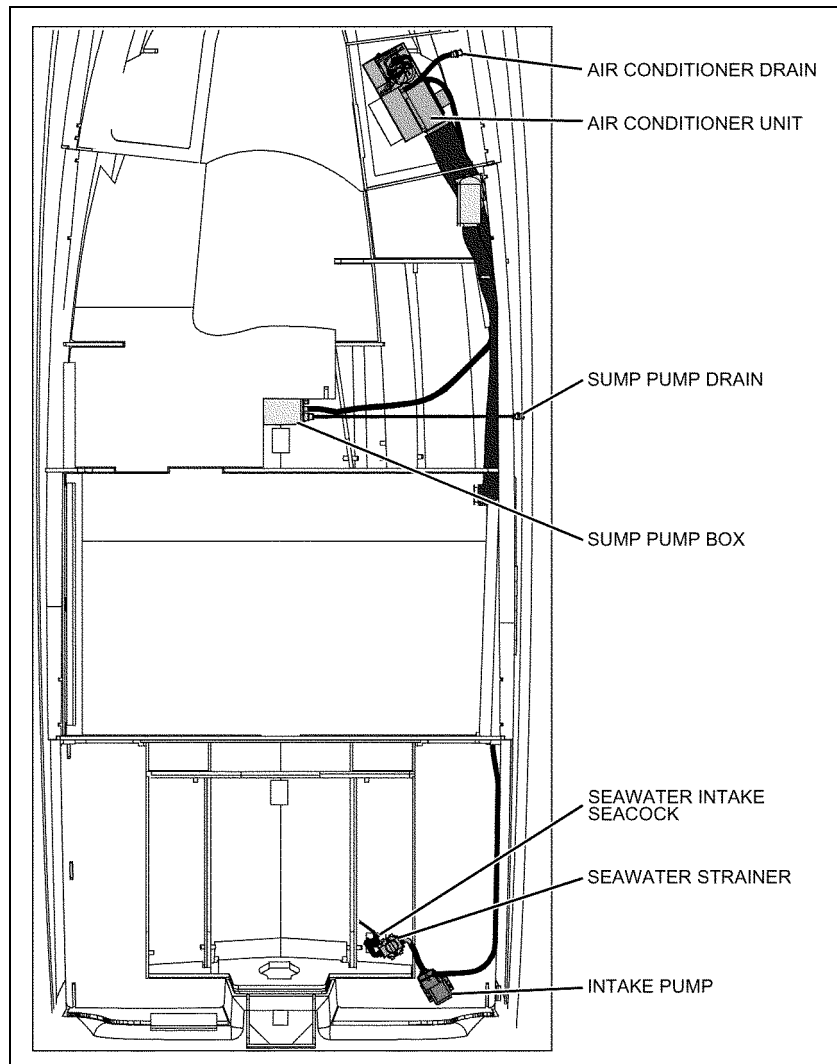 AIR CONDITIONER DRAIN
AIR CONDITIONER UNIT
SUMP PUMP DRAIN
SUMP PUMP BOX
SEAWATER INTAKE
SEACOCK
SEAWATER STRAINER
INTAKE PUMP